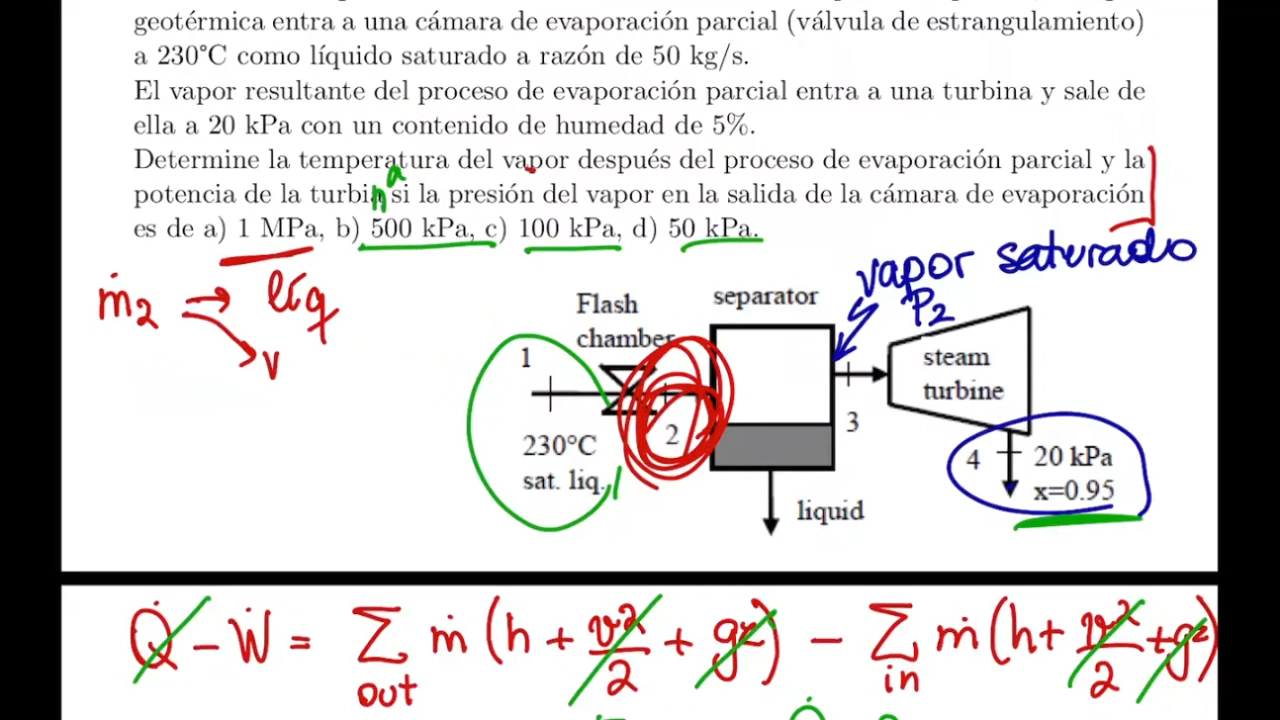 geotérmica entra a una cámara de evaporación parcial (válvula de estrangulamiento)
a 230°C como líquido saturado a razón de 50 kg/s.
El vapor resultante del proceso de evaporación parcial entra a una turbina y sale de
ella a 20 kPa con un contenido de humedad de 5%.
Determine la temperatura del vapor después del proceso de evaporación parcial y la
potencia de la turbina si la presión del vapor en la salida de la cámara de evaporación
es de a) 1 MPa, b) 500 kPa, c) 100 kPa, d) 50 kPa.
vapor saturado
ṁ2 → líq
v
P2
Flash
chamber
separator
1
steam
turbine
2
3
230°C
sat. liq.
4
20 kPa
x=0.95
liquid
Q̇ - Ẇ = Σ ṁ (h + v²/2 + gz) - Σ ṁ (h + v²/2 + gz)
out in